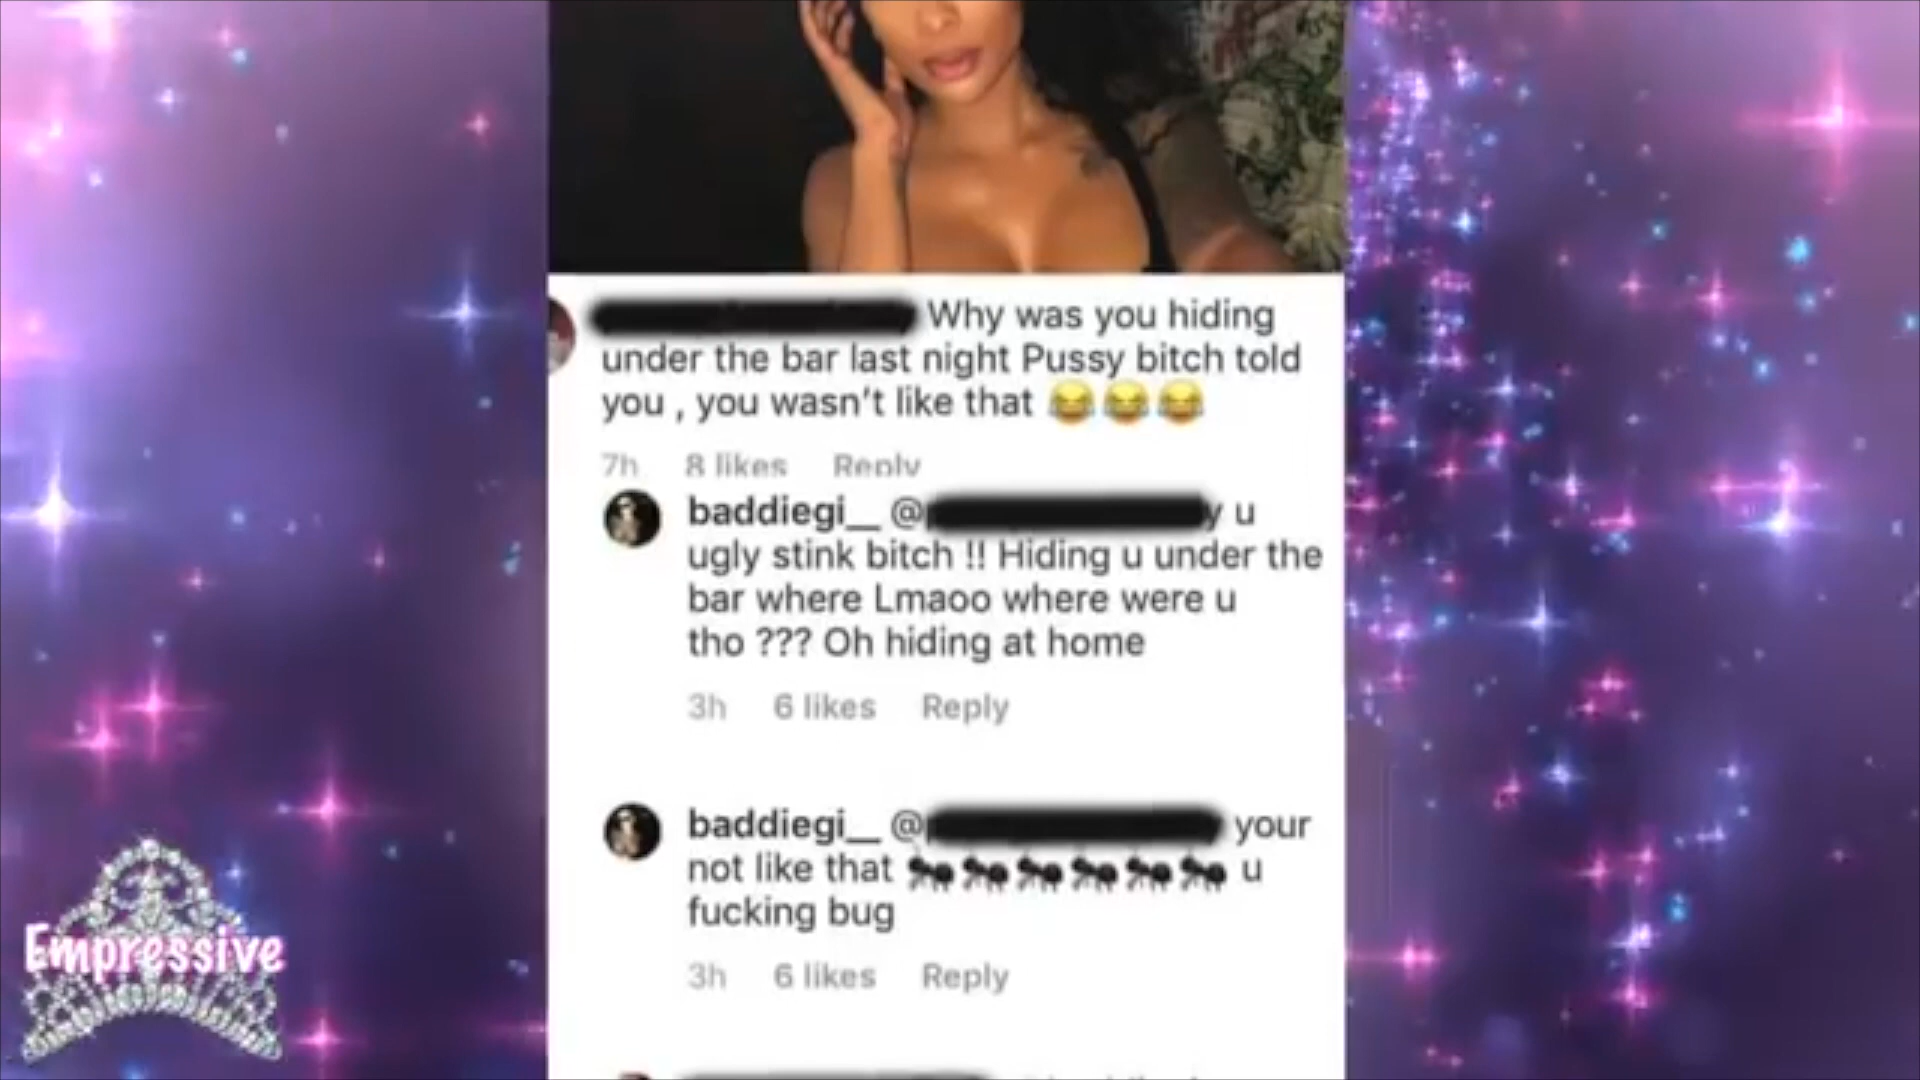 Why was you hiding
under the bar last night Pussy bitch told
you , you wasn't like that 😂😂😂
7h 8 likes Reply
baddiegi__ @ y u
ugly stink bitch !! Hiding u under the
bar where Lmaoo where were u
tho ??? Oh hiding at home
3h 6 likes Reply
baddiegi__ @ your
not like that 🐜🐜🐜🐜🐜🐜 u
fucking bug
3h 6 likes Reply
Empressive